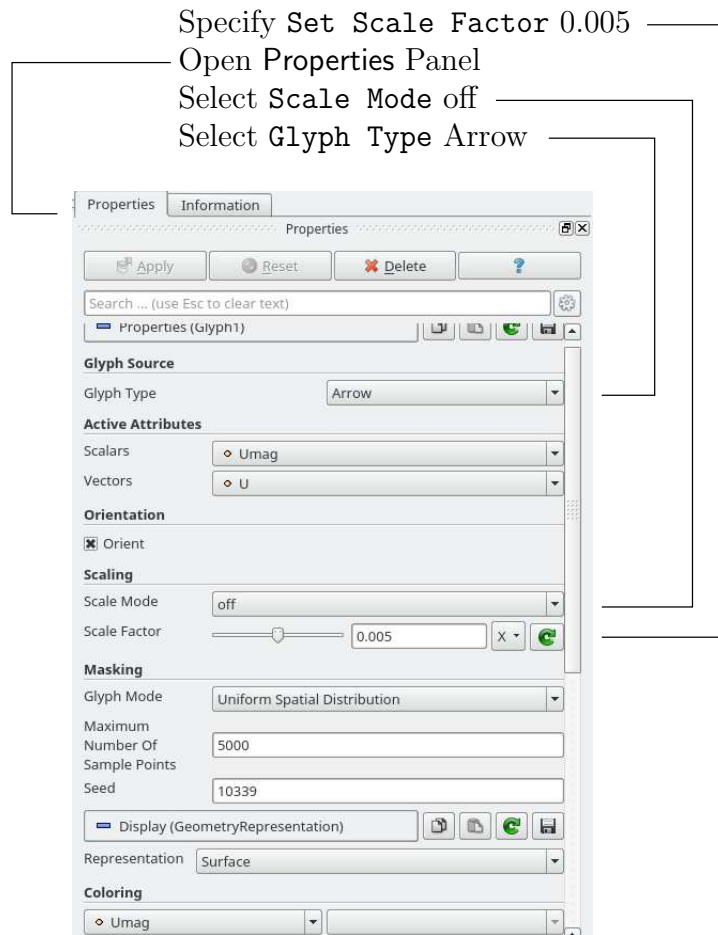 Specify Set Scale Factor 0.005
Open Properties Panel
Select Scale Mode off
Select Glyph Type Arrow
Properties Information
Properties
Apply Reset Delete ?
Search ... (use Esc to clear text)
Properties (Glyph1)
Glyph Source
Glyph Type Arrow
Active Attributes
Scalars Umag
Vectors U
Orientation
Orient
Scaling
Scale Mode off
Scale Factor 0.005 X
Masking
Glyph Mode Uniform Spatial Distribution
Maximum
Number Of 5000
Sample Points
Seed 10339
Display (GeometryRepresentation)
Representation Surface
Coloring
Umag